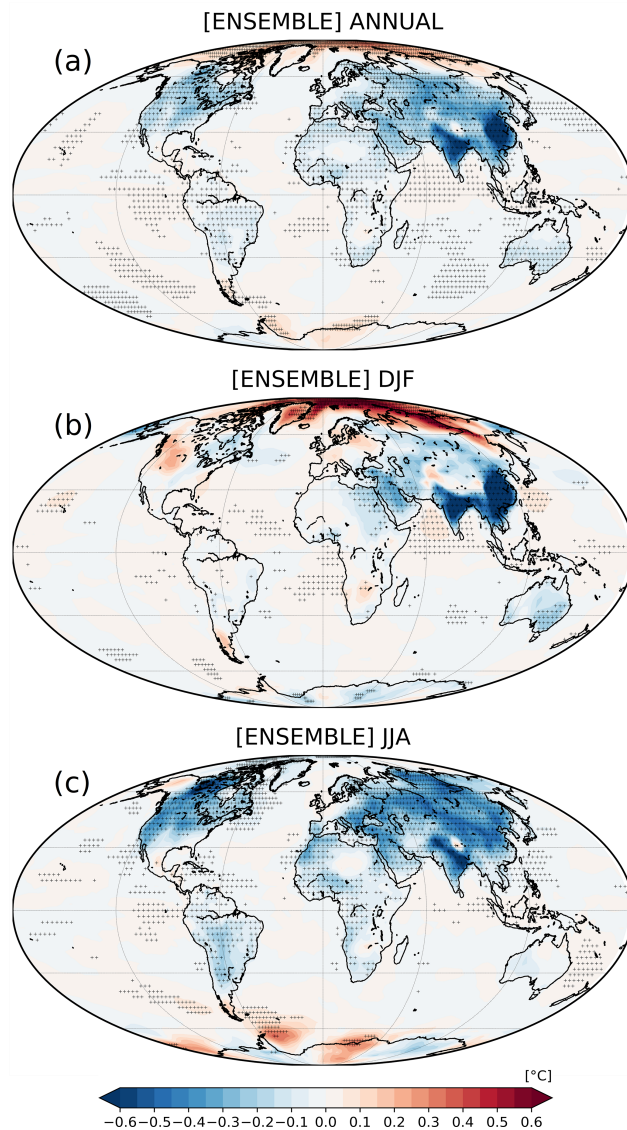 [ENSEMBLE] ANNUAL
(a)
[ENSEMBLE] DJF
(b)
[ENSEMBLE] JJA
(c)
[°C]
−0.6−0.5−0.4−0.3−0.2−0.1 0.0 0.1 0.2 0.3 0.4 0.5 0.6